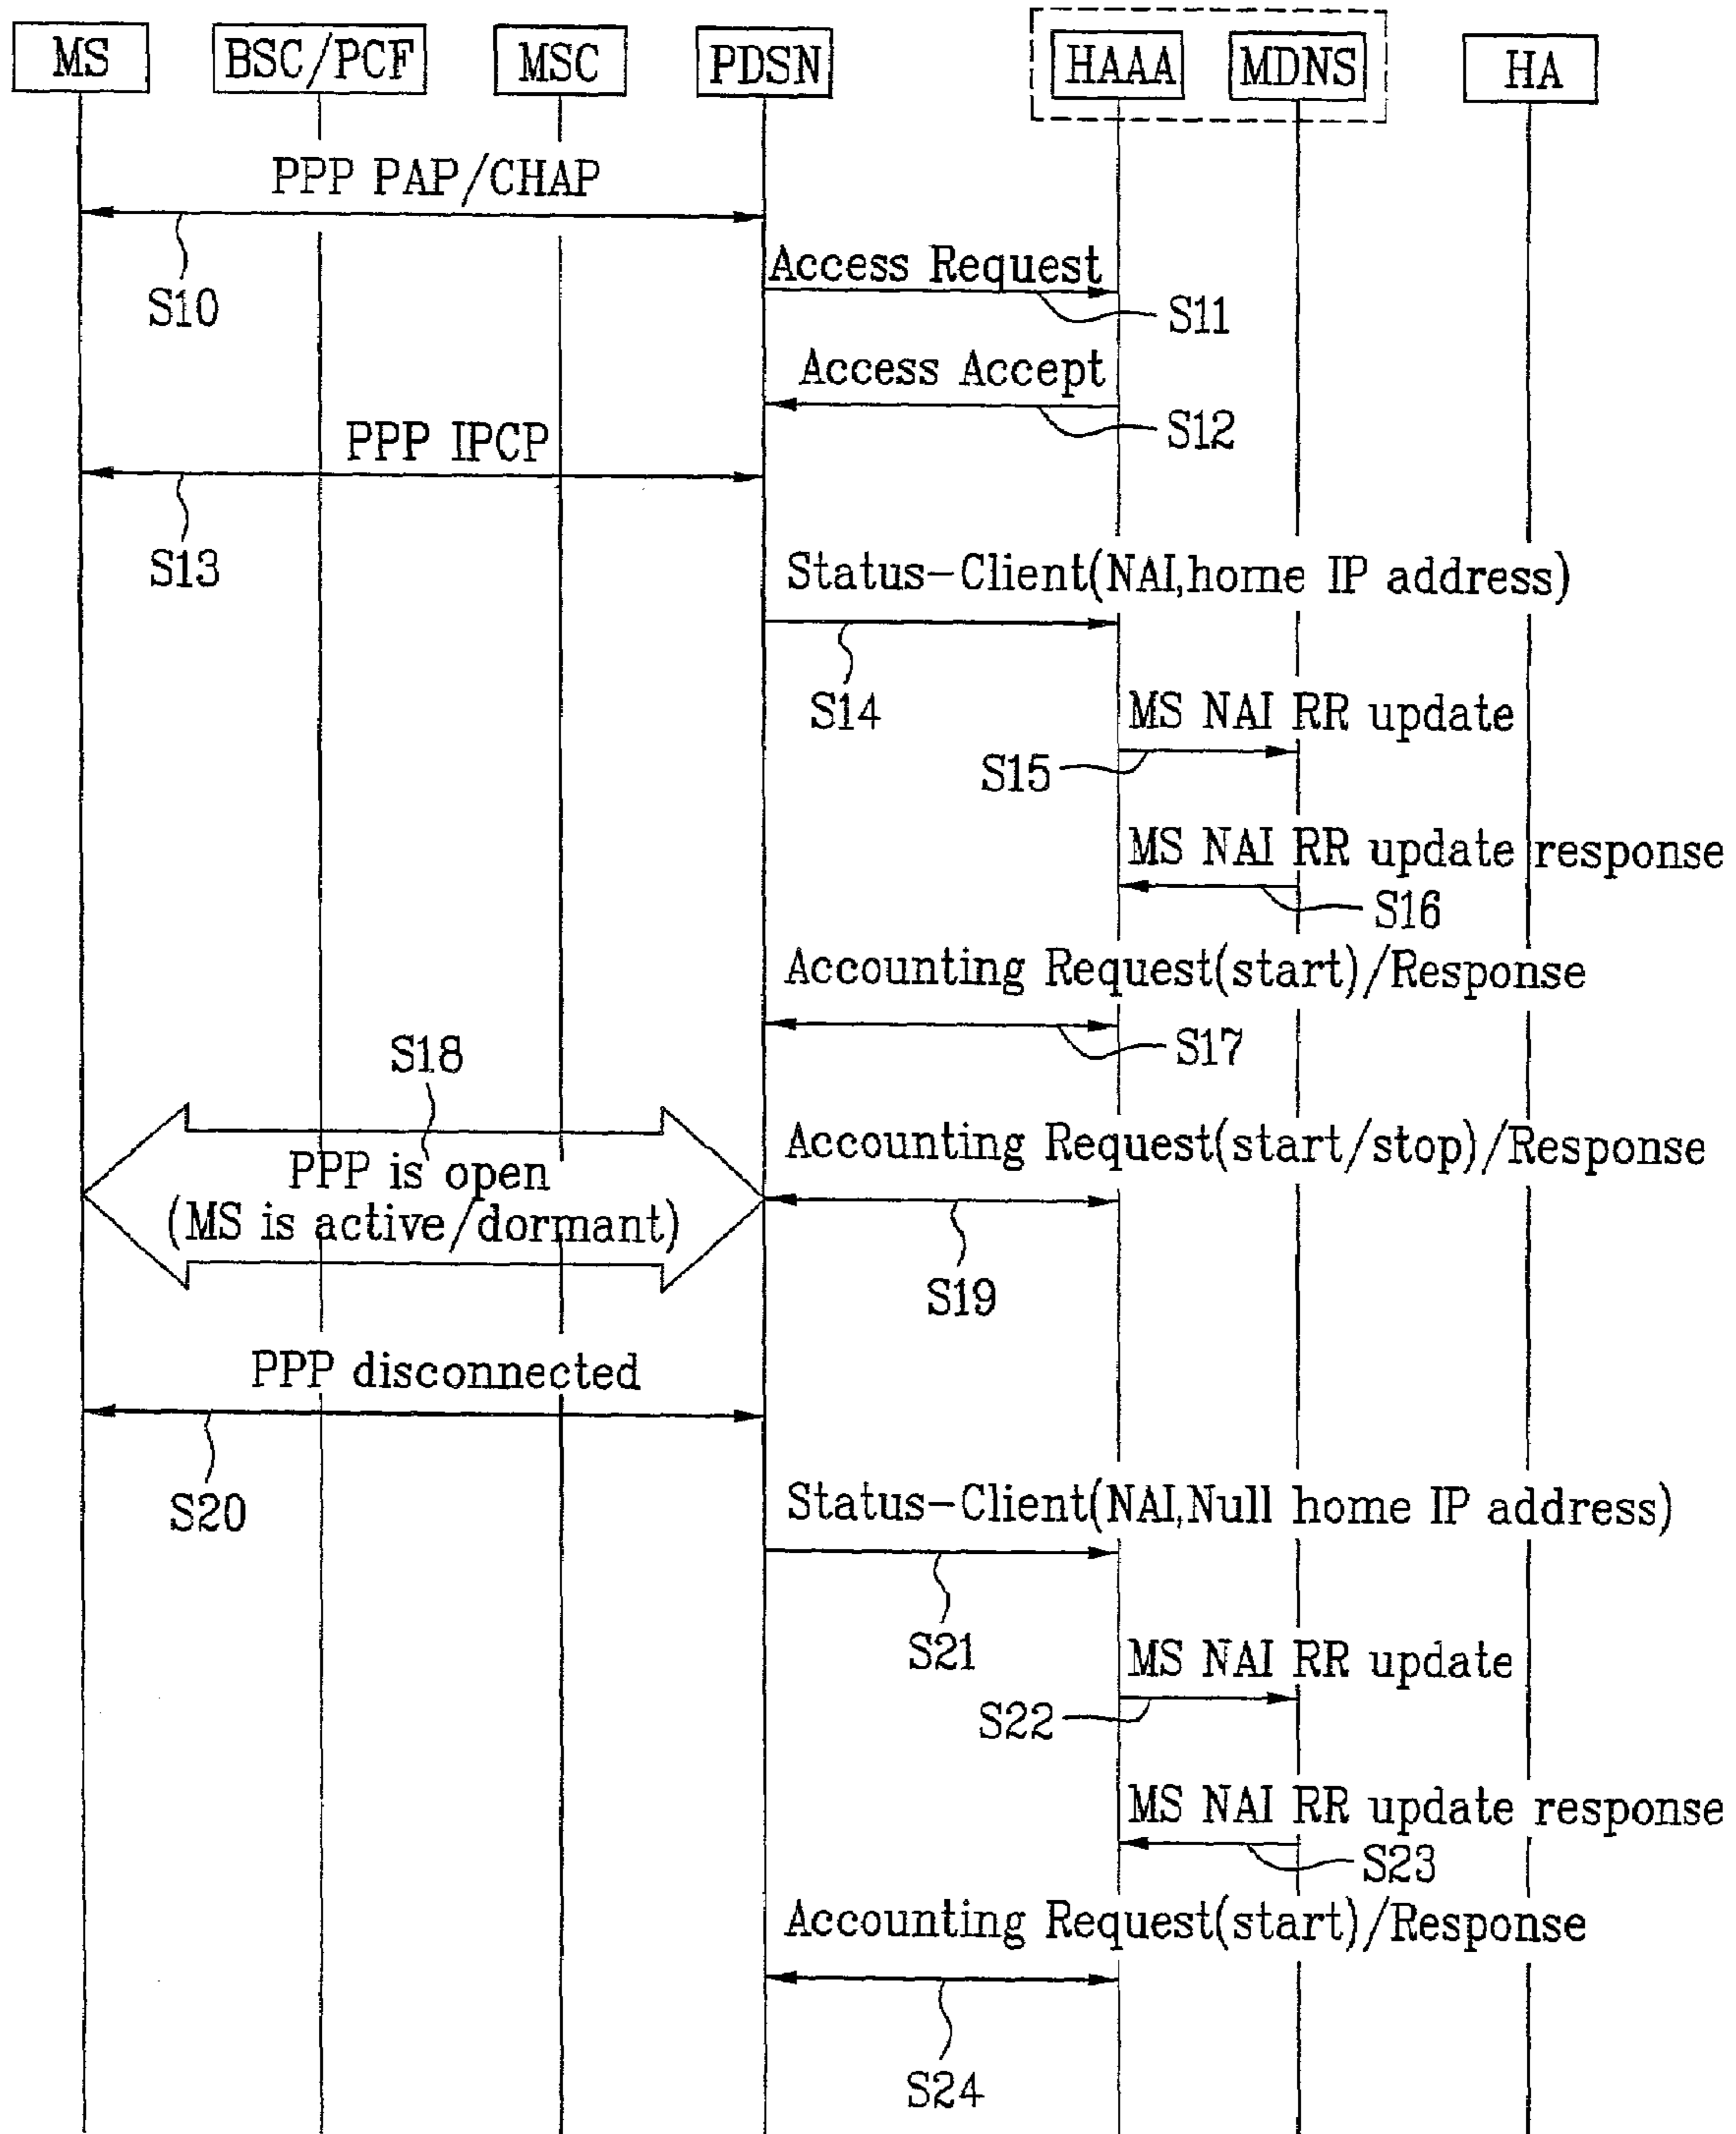 MS
BSC/PCF
MSC
PDSN
HAAA
MDNS
HA
PPP PAP/CHAP
S10
Access Request
S11
Access Accept
S12
PPP IPCP
S13
Status-Client(NAI,home IP address)
S14
MS NAI RR update
S15
MS NAI RR update response
S16
Accounting Request(start)/Response
S17
S18
PPP is open
(MS is active/dormant)
Accounting Request(start/stop)/Response
S19
PPP disconnected
S20
Status-Client(NAI,Null home IP address)
S21
MS NAI RR update
S22
MS NAI RR update response
S23
Accounting Request(start)/Response
S24